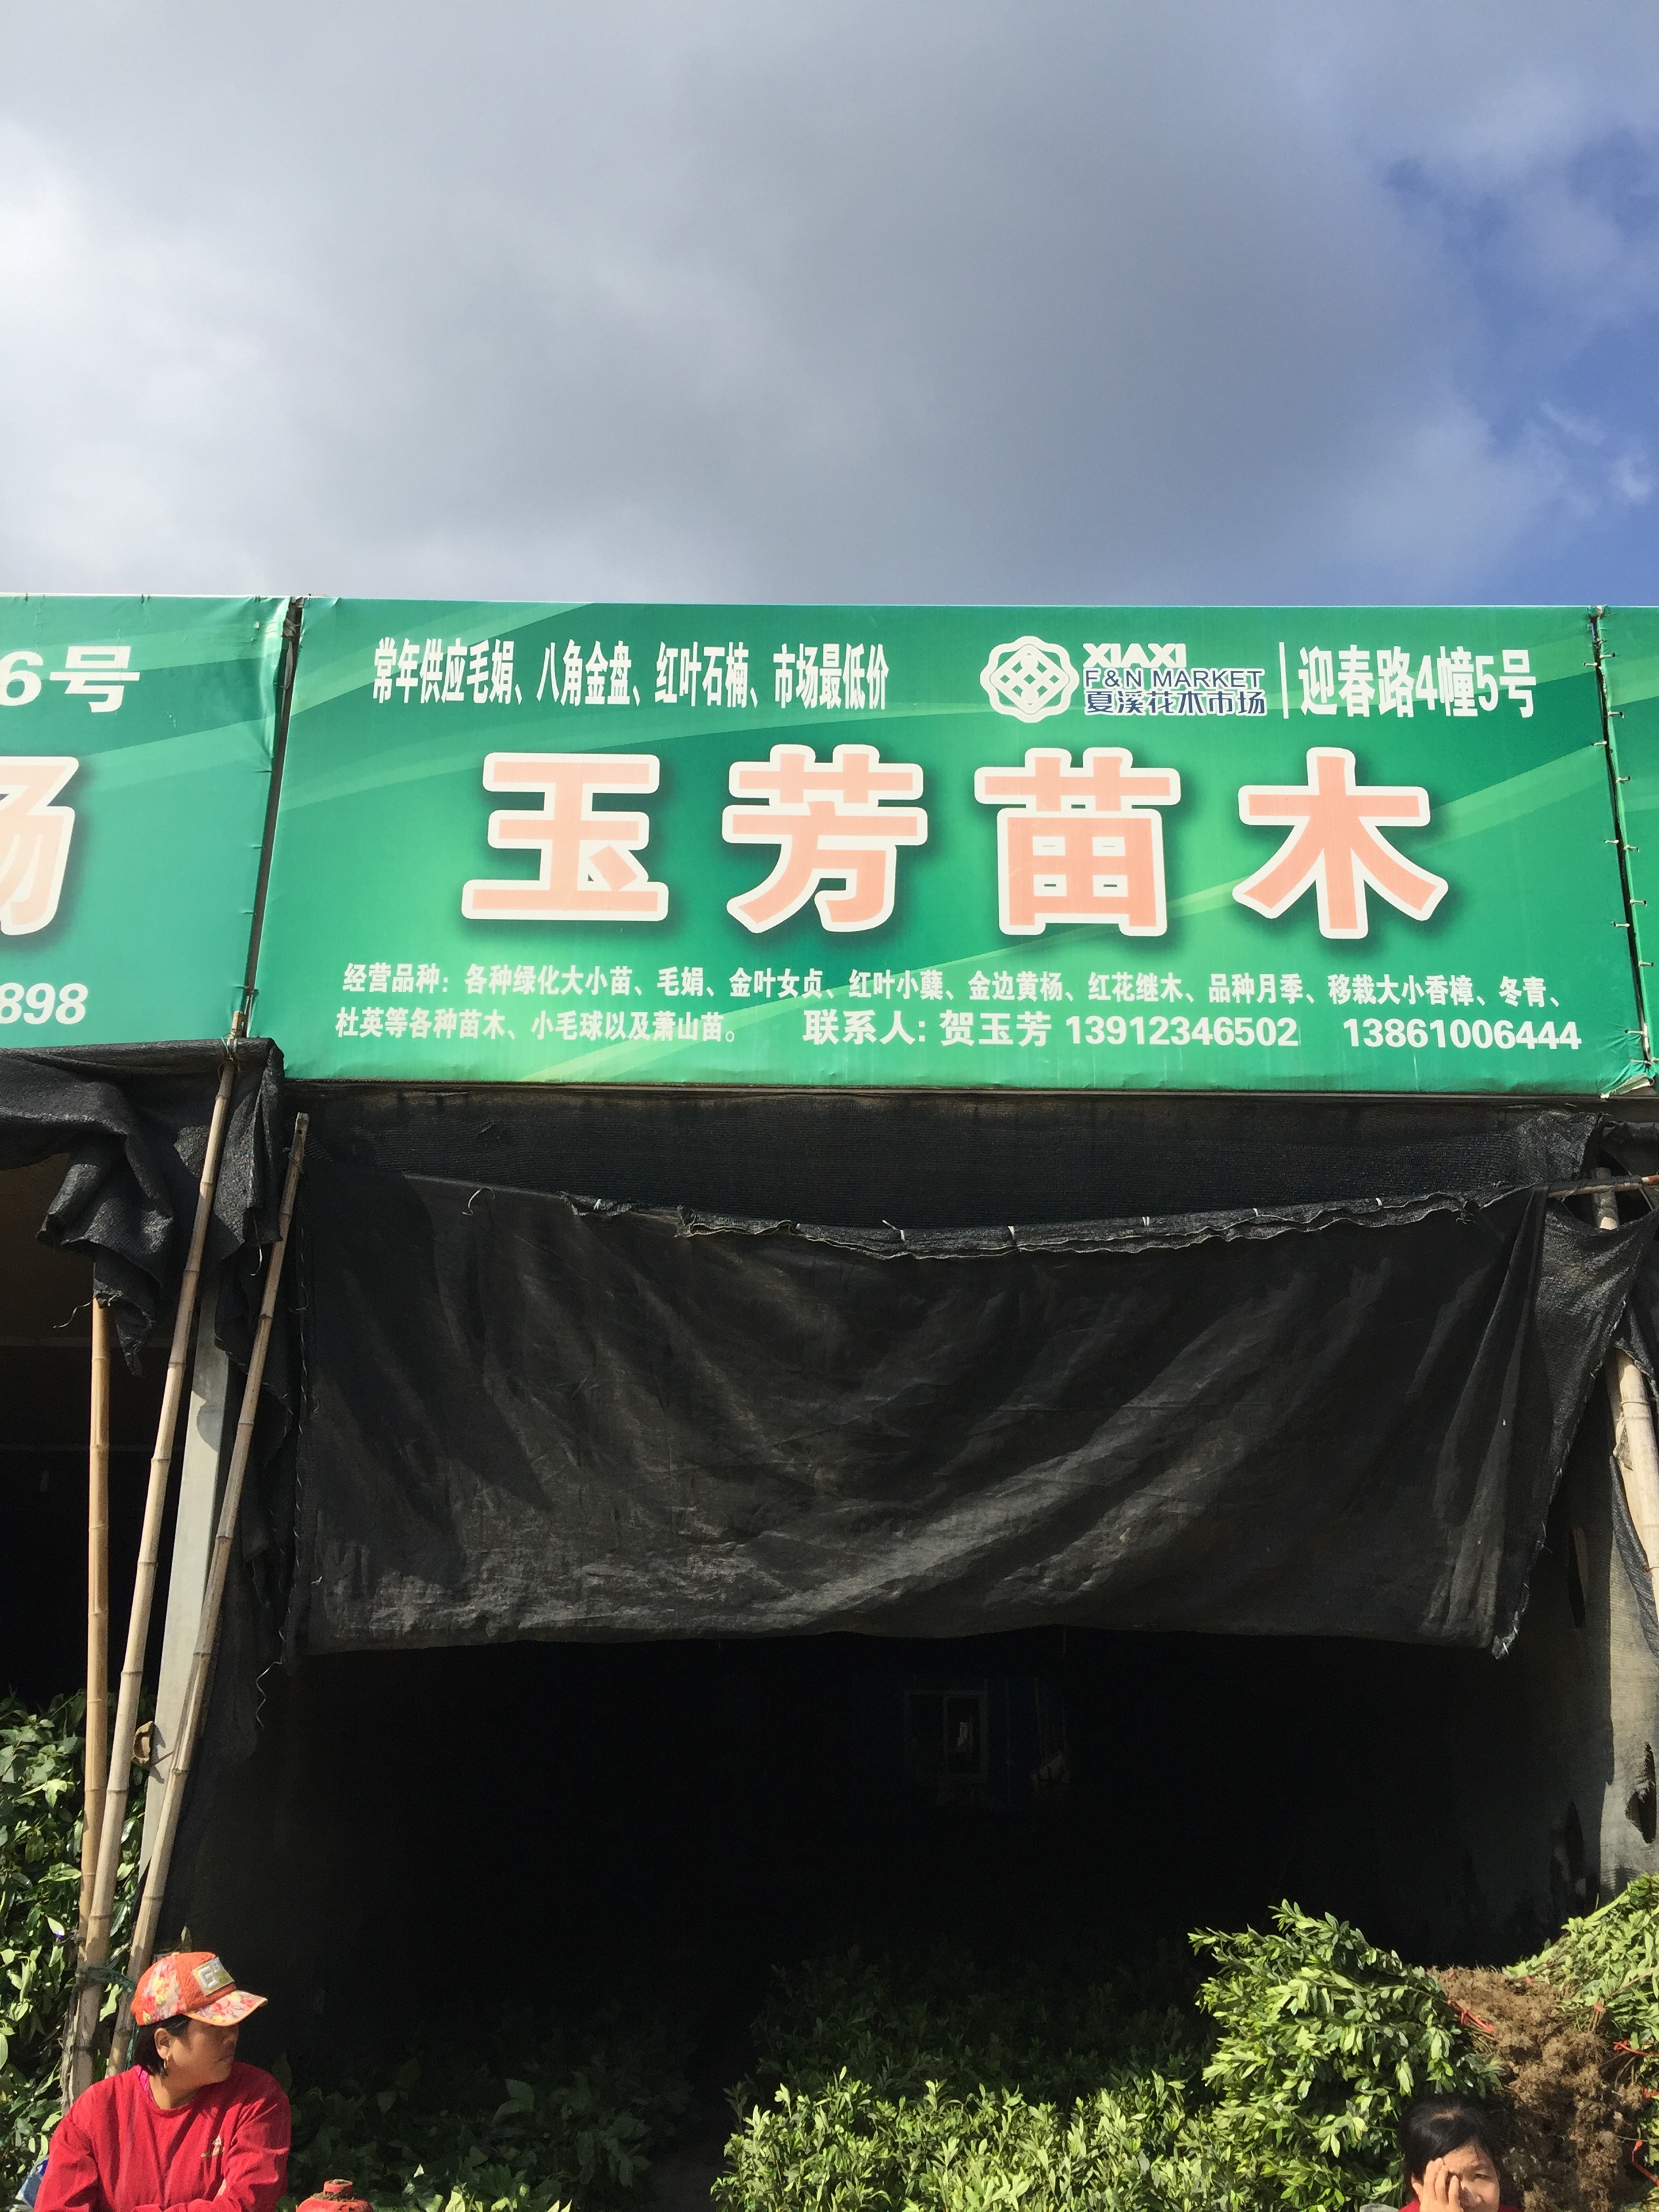 6号
场
898
常年供应毛娟、八角金盘、红叶石楠、市场最低价
XIAXI
F&N MARKET
夏溪花木市场
迎春路4幢5号
玉芳苗木
经营品种：各种绿化大小苗、毛娟、金叶女贞、红叶小蘖、金边黄杨、红花继木、品种月季、移栽大小香樟、冬青、
杜英等各种苗木、小毛球以及萧山苗。 联系人：贺玉芳 13912346502 13861006444